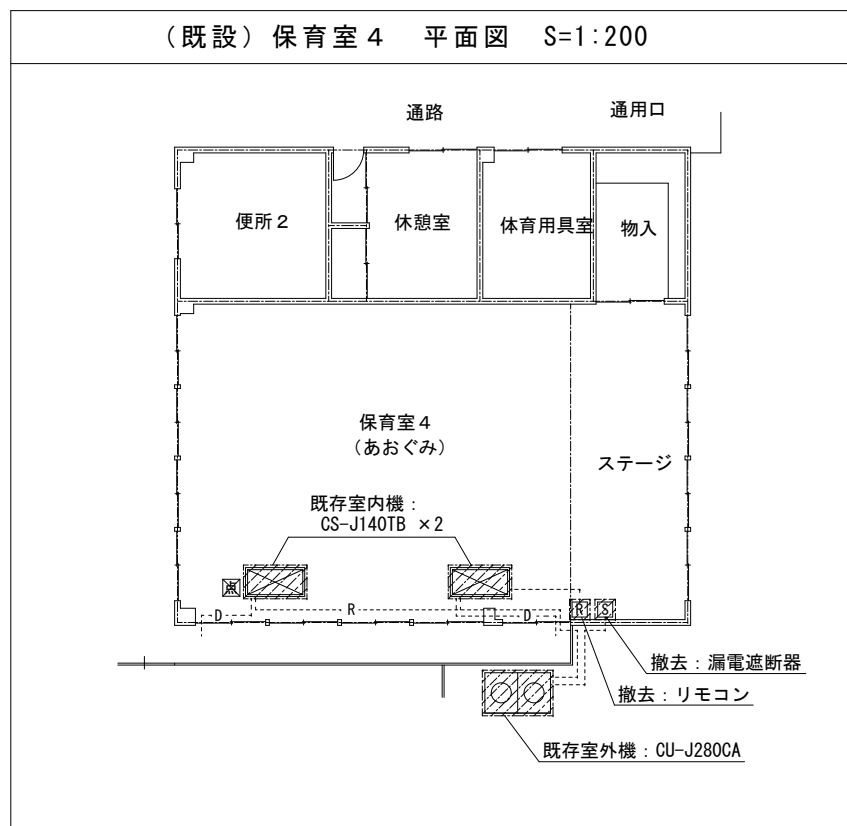 （既設）保育室４　平面図　S=1:200
通路
通用口
便所２
休憩室
体育用具室
物入
保育室４
（あおぐみ）
ステージ
既存室内機：
CS-J140TB ×2
点
R
S
D
R
D
撤去：漏電遮断器
撤去：リモコン
既存室外機：CU-J280CA